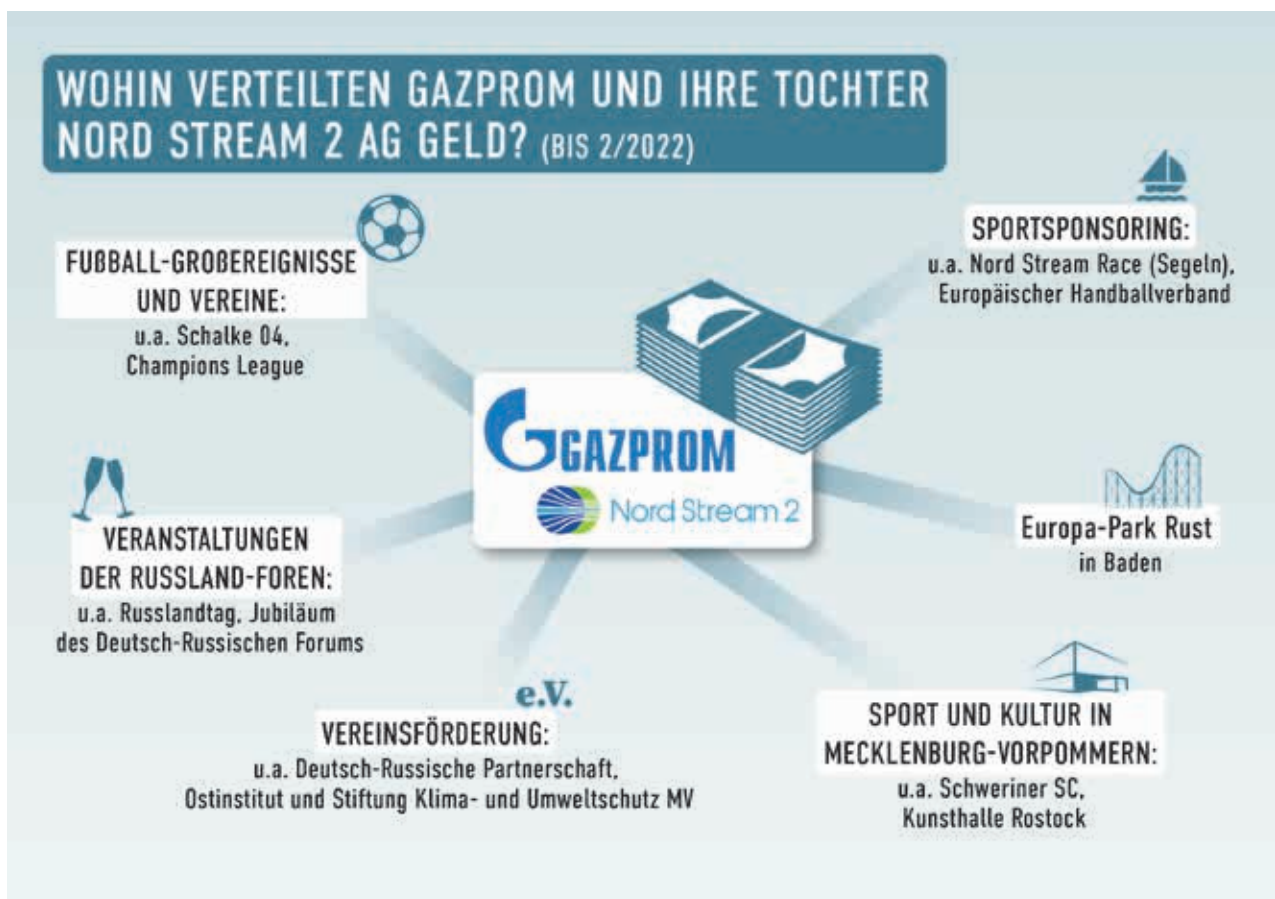 WOHIN VERTEILTEN GAZPROM UND IHRE TOCHTER
NORD STREAM 2 AG GELD? (BIS 2/2022)
FUẞBALL-GROẞEREIGNISSE
UND VEREINE:
u.a. Schalke 04,
Champions League
SPORTSPONSORING:
u.a. Nord Stream Race (Segeln),
Europäischer Handballverband
GAZPROM
Nord Stream 2
VERANSTALTUNGEN
DER RUSSLAND-FOREN:
u.a. Russlandtag, Jubiläum
des Deutsch-Russischen Forums
Europa-Park Rust
in Baden
e.V.
VEREINSFÖRDERUNG:
u.a. Deutsch-Russische Partnerschaft,
Ostinstitut und Stiftung Klima- und Umweltschutz MV
SPORT UND KULTUR IN
MECKLENBURG-VORPOMMERN:
u.a. Schweriner SC,
Kunsthalle Rostock